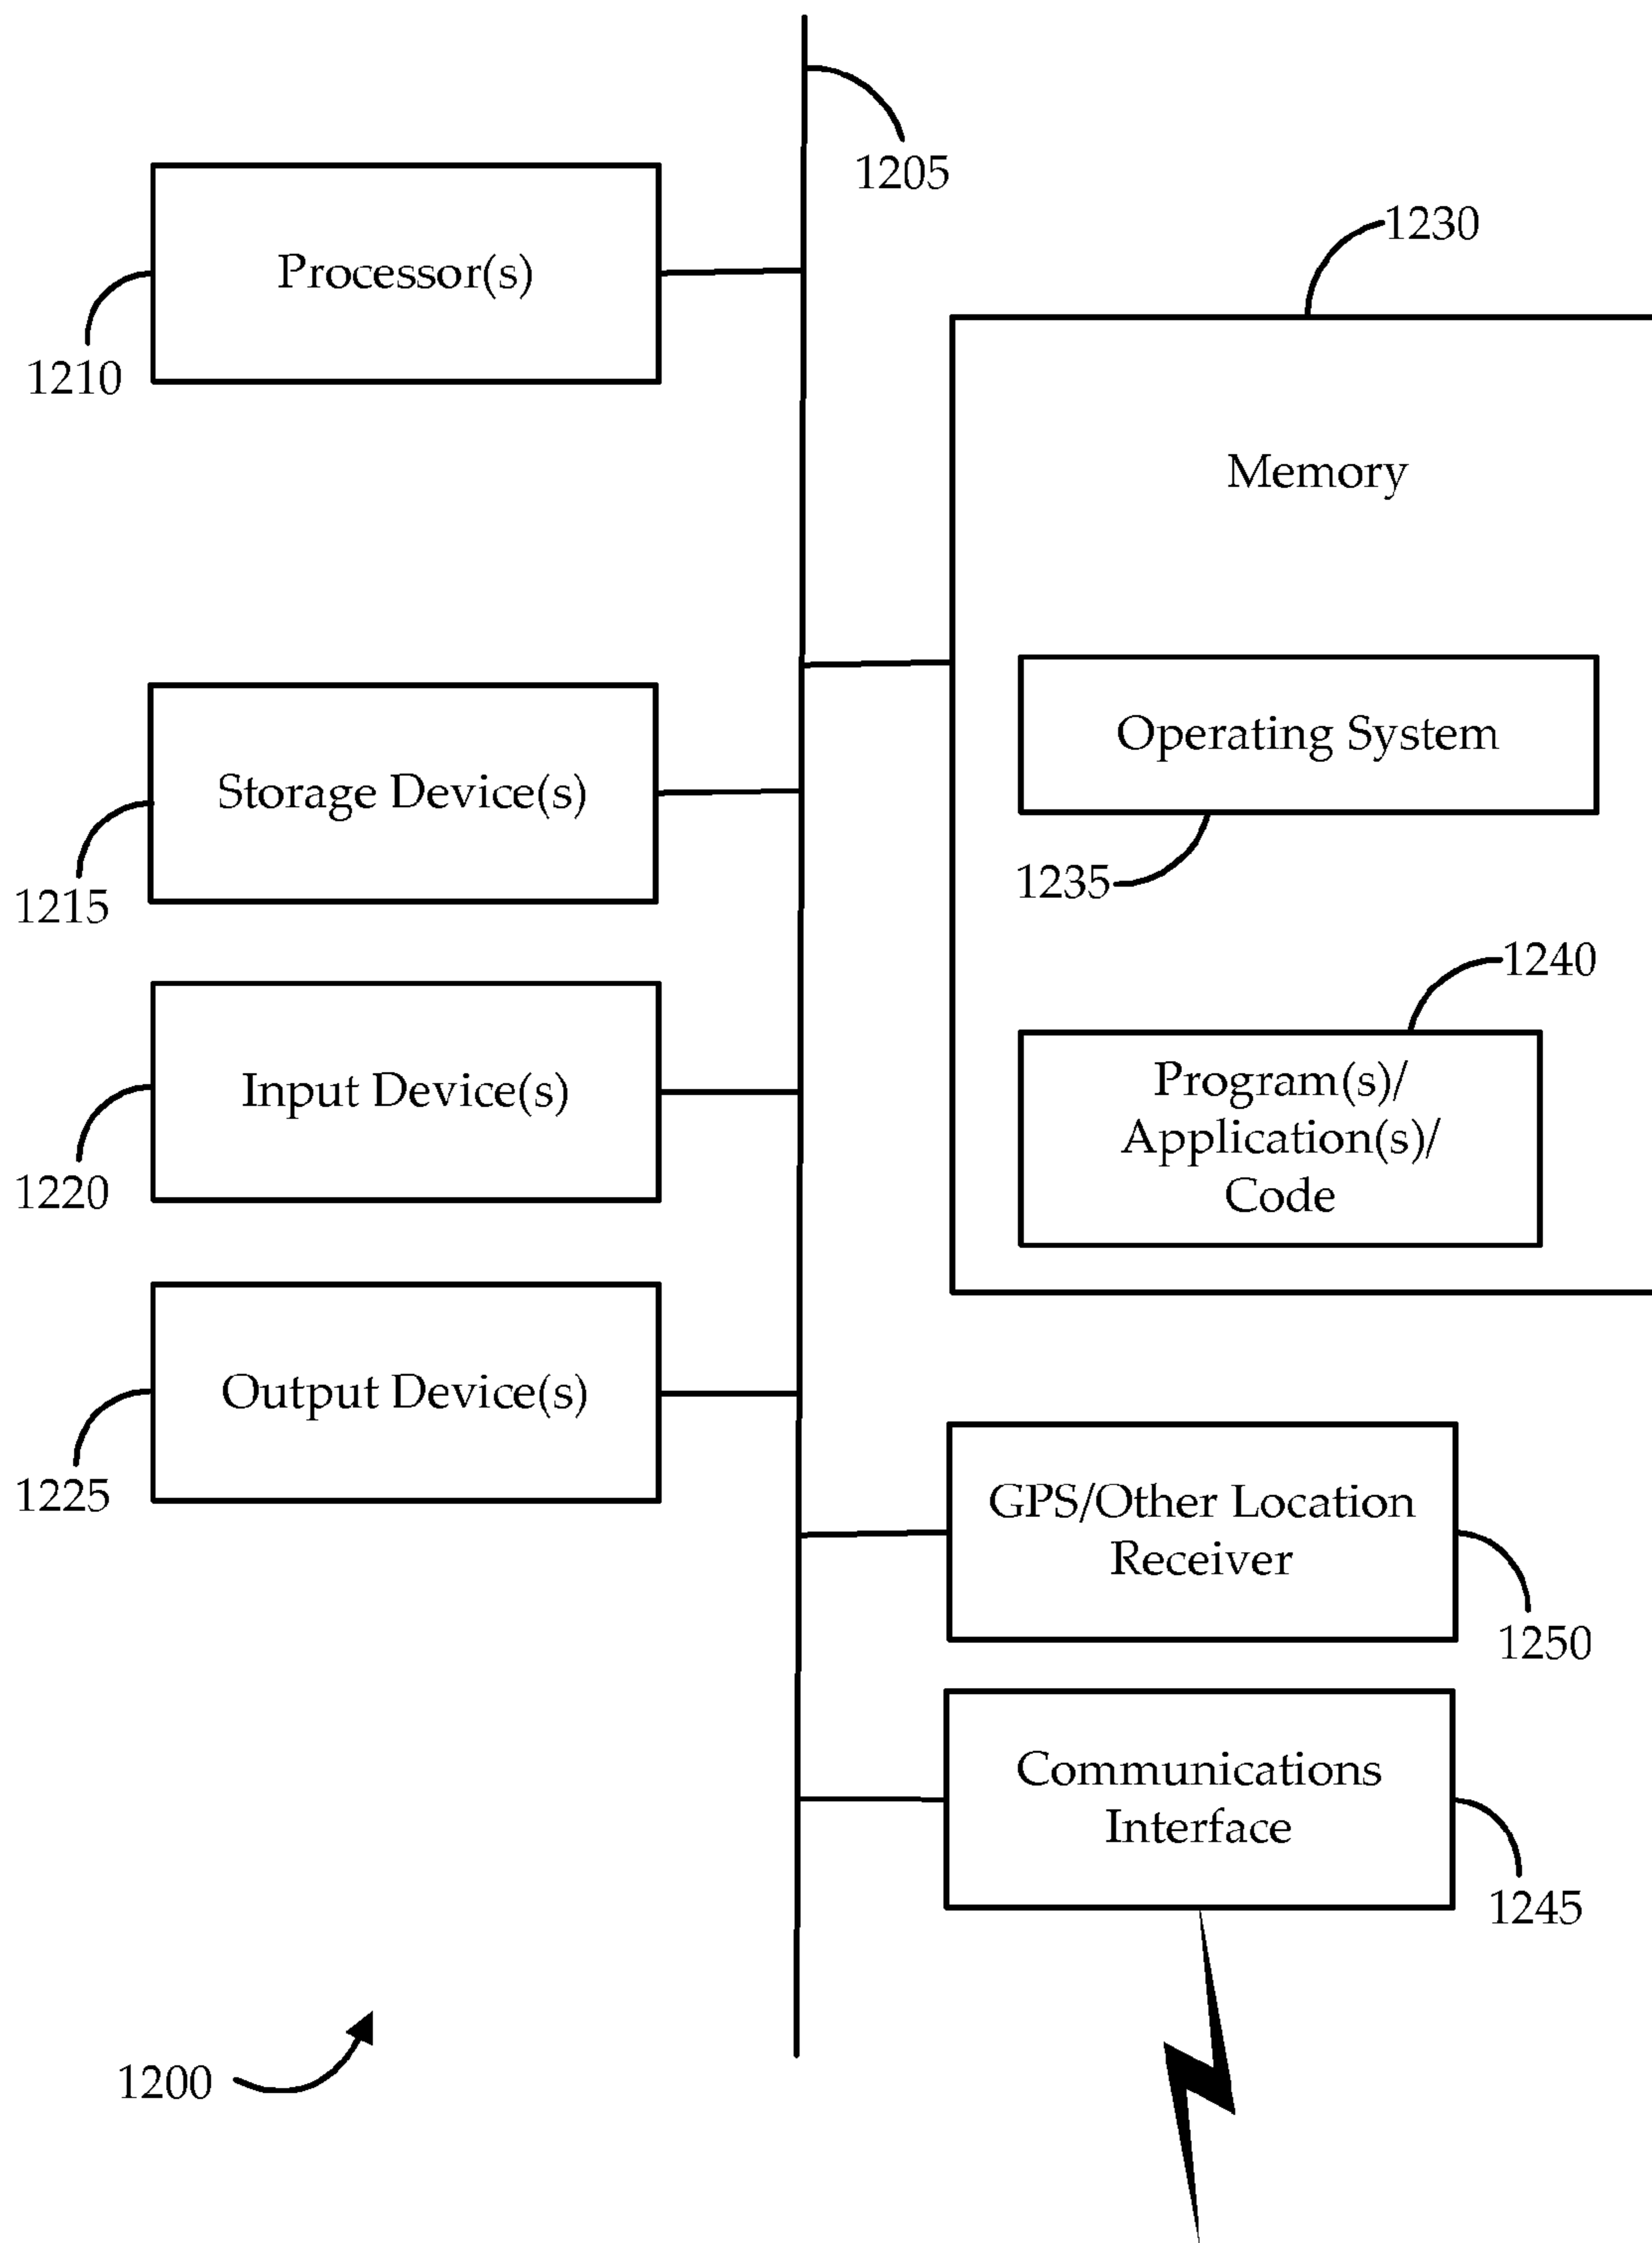 1205
1230
Processor(s)
1210
Memory
Operating System
Storage Device(s)
1235
1215
1240
Program(s)/
Application(s)/
Code
Input Device(s)
1220
Output Device(s)
1225
GPS/Other Location
Receiver
1250
Communications
Interface
1245
1200